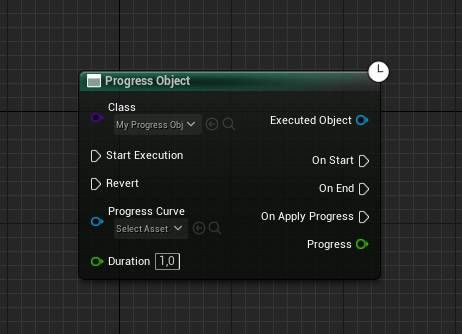 Progress Object
Class
My Progress Obj
Executed Object
Start Execution
On Start
Revert
On End
Progress Curve
On Apply Progress
Select Asset
Progress
Duration 1,0